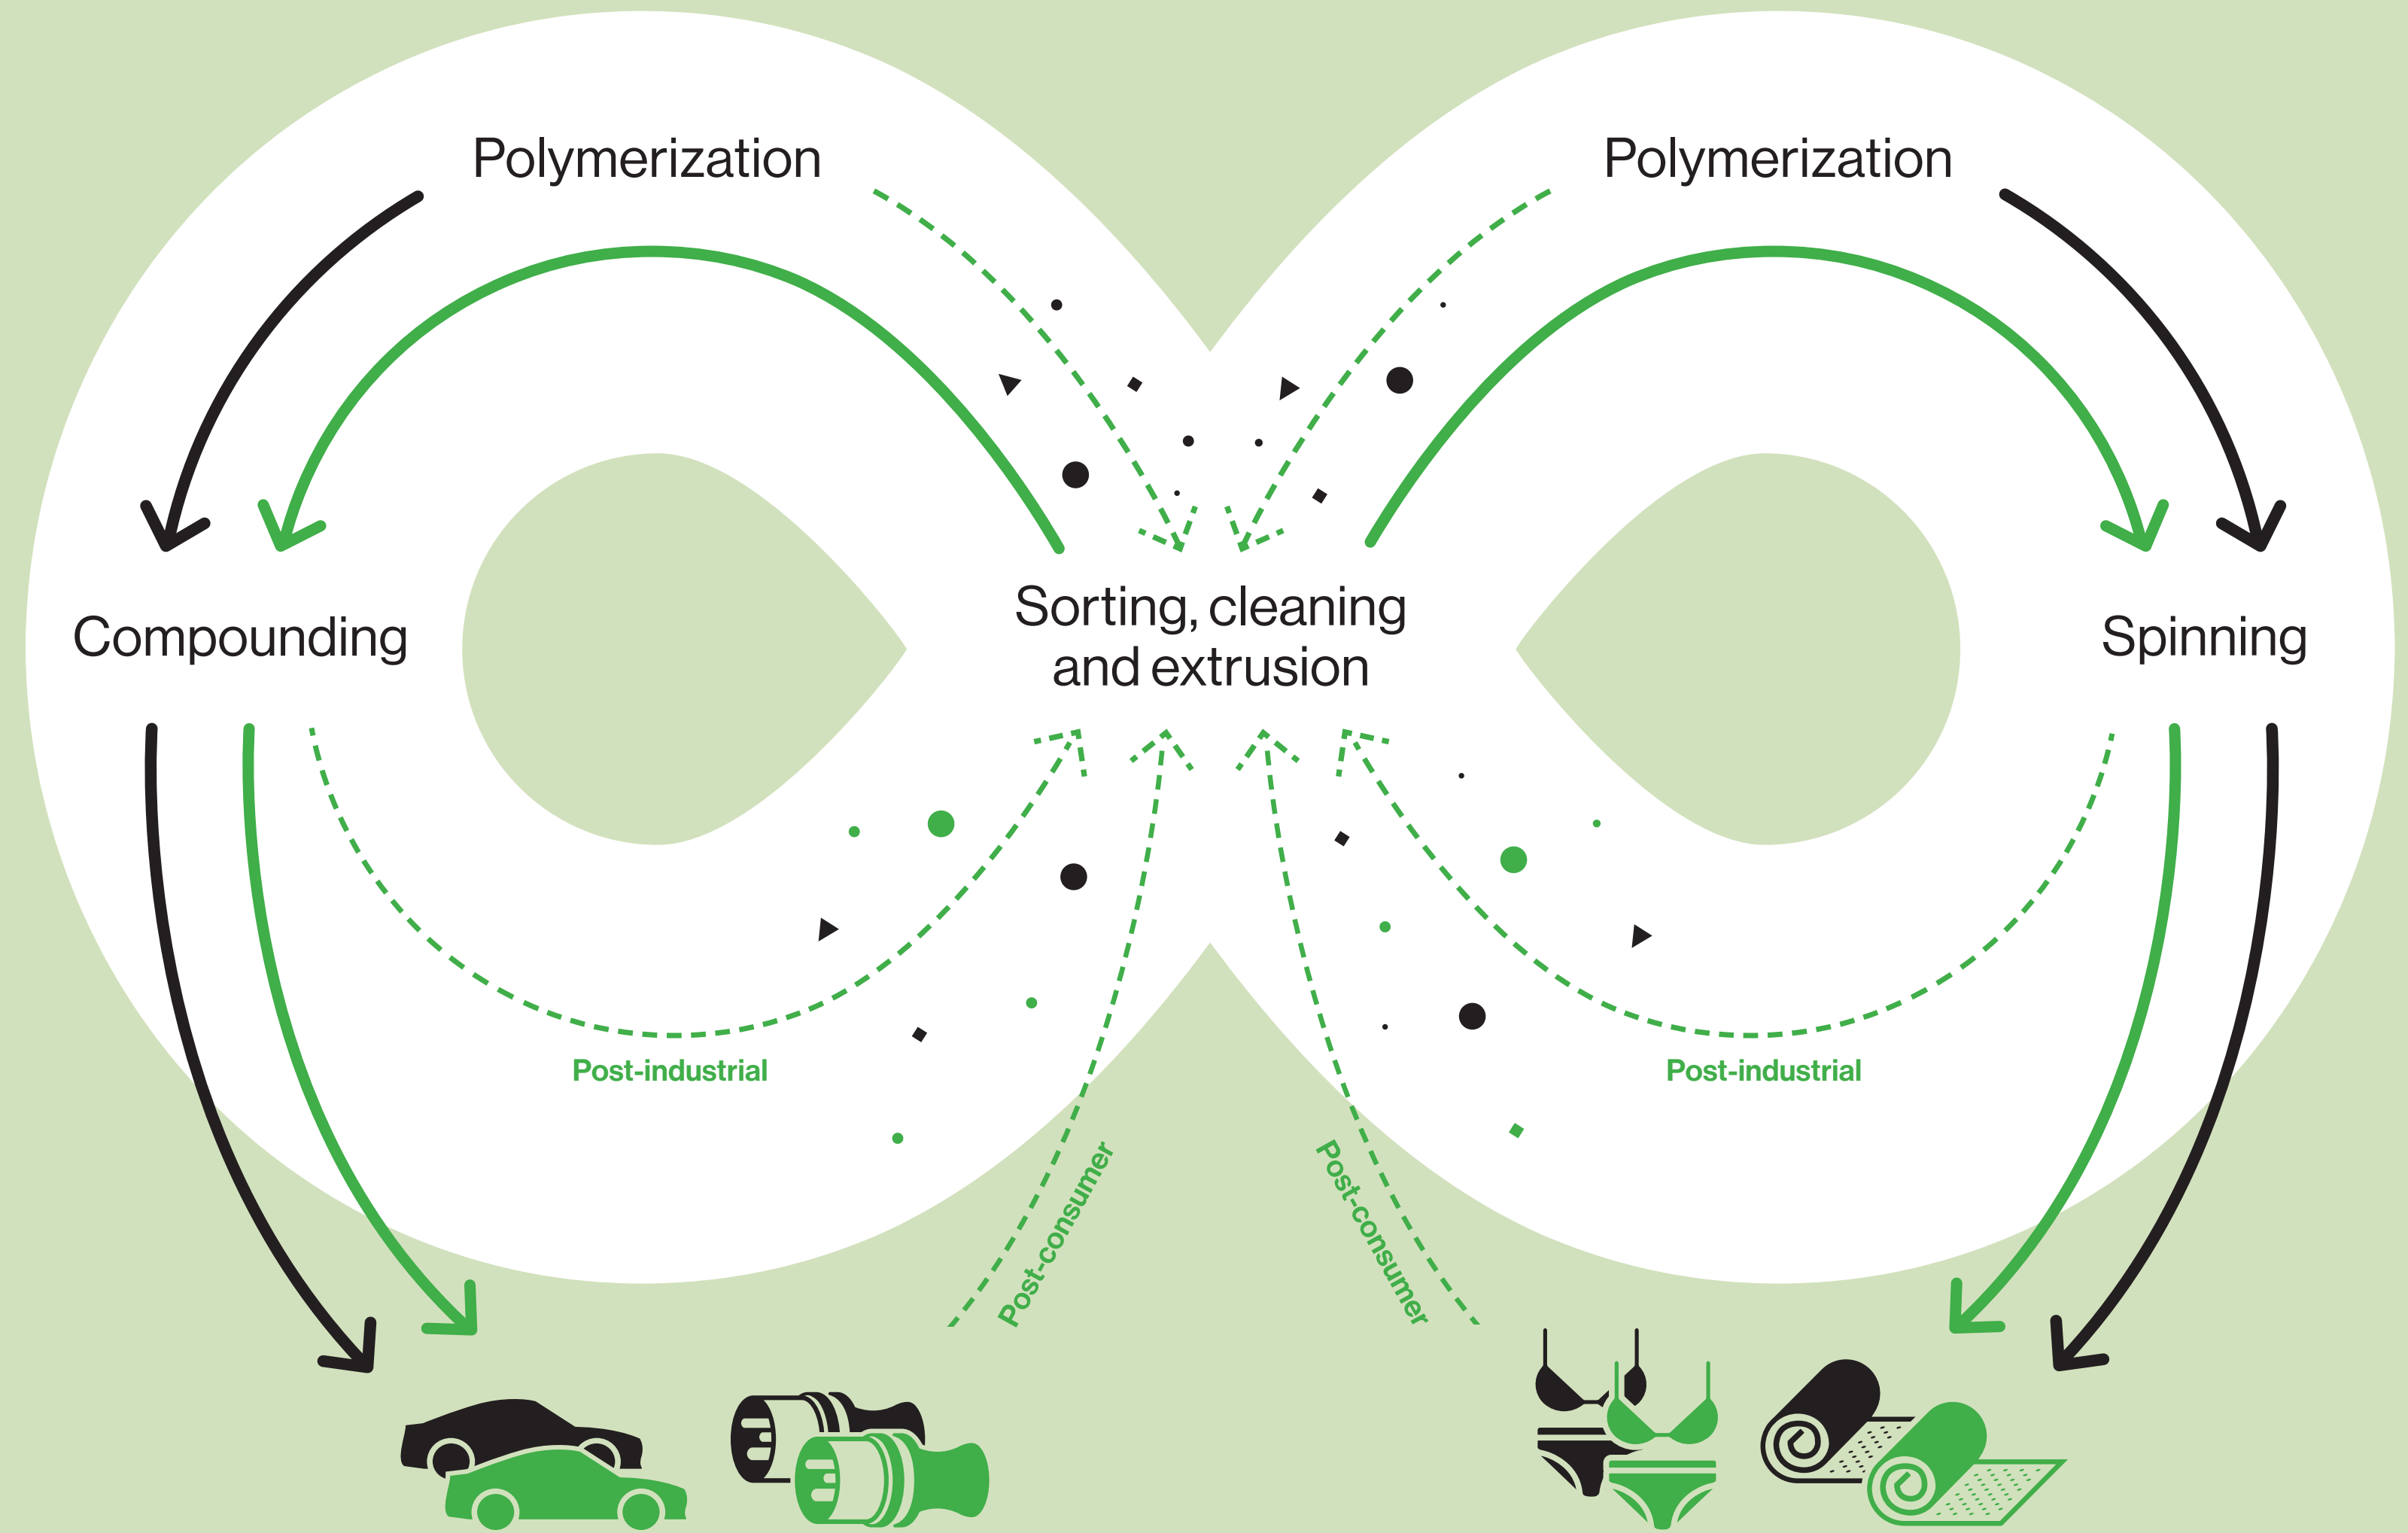 Polymerization
Polymerization
Sorting, cleaning
and extrusion
Compounding
Spinning
Post-industrial
Post-industrial
Post-consumer
Post-consumer